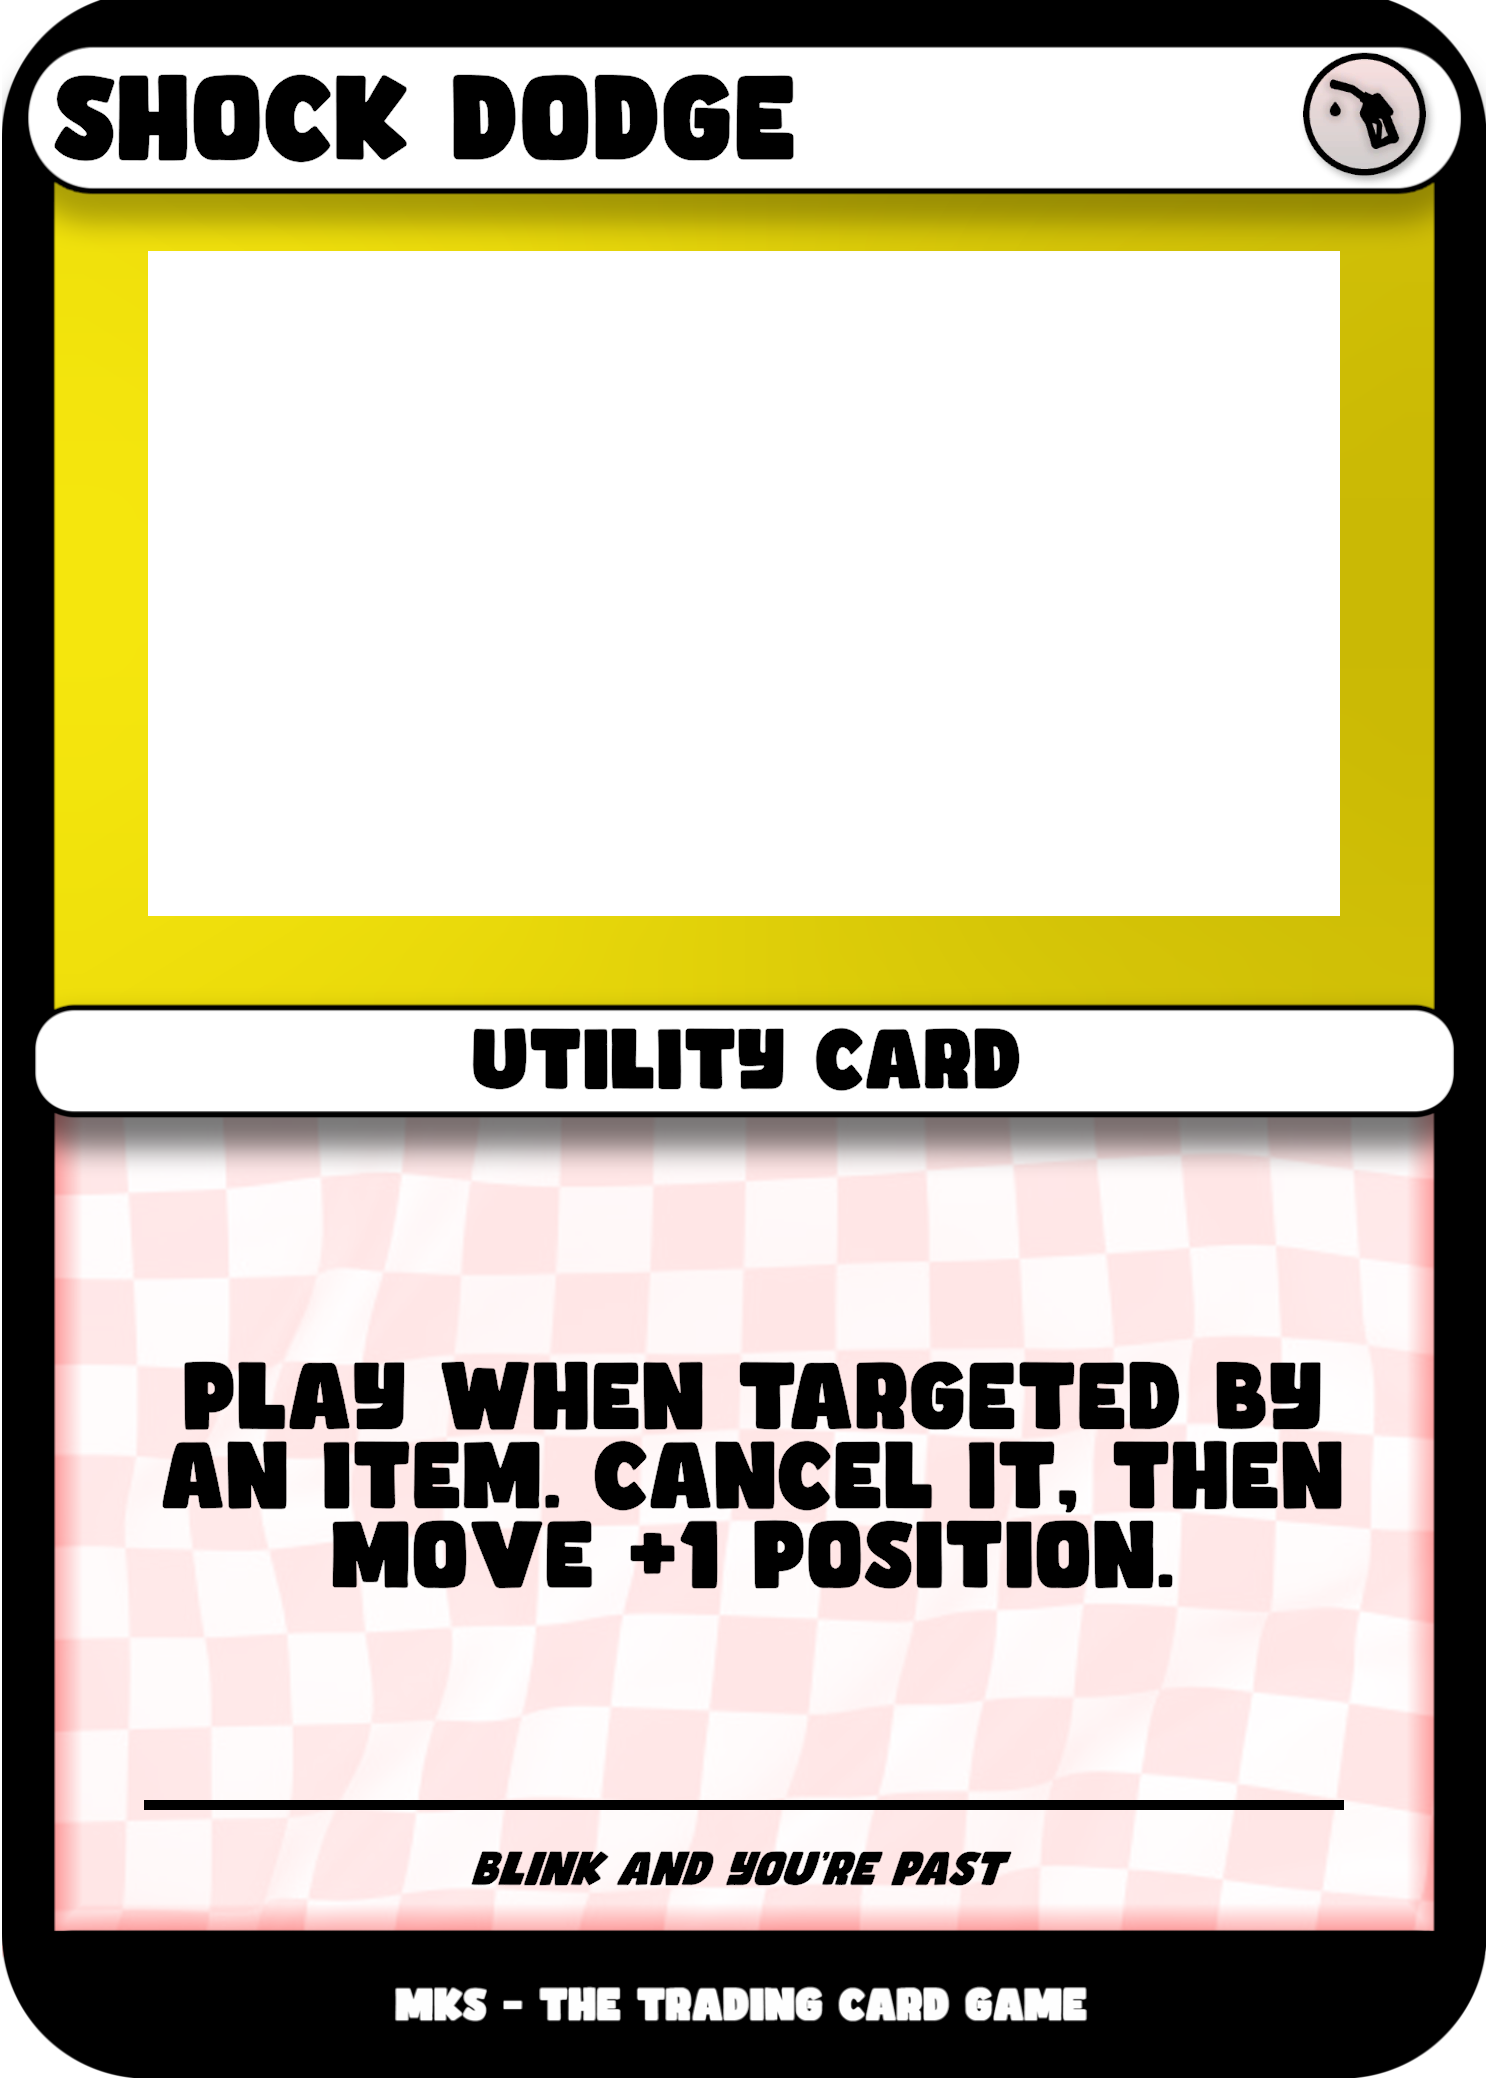 SHOCK DODGE
UTILITY CARD
PLAY WHEN TARGETED BY
AN ITEM. CANCEL IT, THEN
MOVE +1 POSITION.
BLINK AND YOU'RE PAST
MKS - THE TRADING CARD GAME